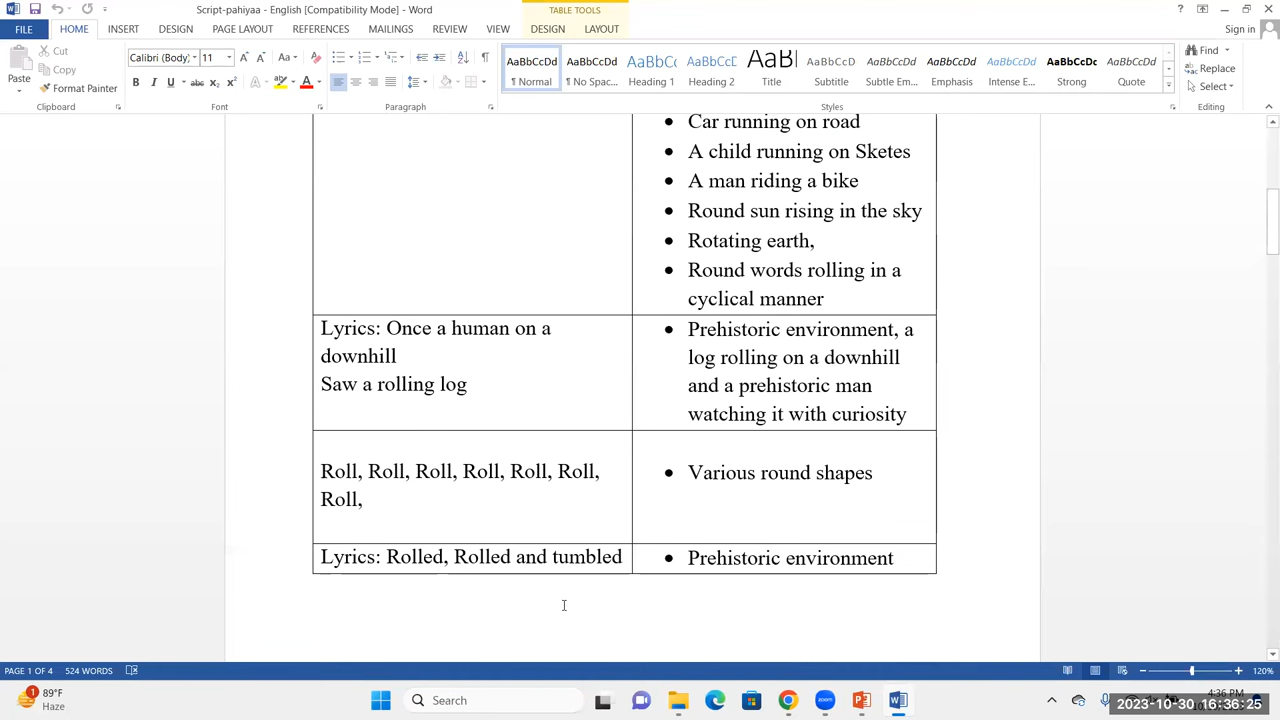 Script-pahiyaa - English [Compatibility Mode] - Word
TABLE TOOLS
FILE
HOME
INSERT
DESIGN
PAGE LAYOUT
REFERENCES
MAILINGS
REVIEW
VIEW
DESIGN
LAYOUT
Sign in
Paste
Cut
Copy
Format Painter
Clipboard
Calibri (Body)
11
Font
Paragraph
AaBbCcDd
¶ Normal
AaBbCcDd
¶ No Spac...
AaBbCc
Heading 1
AaBbCcD
Heading 2
AaB
Title
AaBbCcD
Subtitle
AaBbCcDd
Subtle Em...
AaBbCcDd
Emphasis
AaBbCcDd
Intense E...
AaBbCcDc
Strong
AaBbCcDd
Quote
Styles
Find
Replace
Select
Editing
Car running on road
A child running on Sketes
A man riding a bike
Round sun rising in the sky
Rotating earth,
Round words rolling in a
cyclical manner
Lyrics: Once a human on a
downhill
Saw a rolling log
Prehistoric environment, a
log rolling on a downhill
and a prehistoric man
watching it with curiosity
Roll, Roll, Roll, Roll, Roll, Roll,
Roll,
Various round shapes
Lyrics: Rolled, Rolled and tumbled
Prehistoric environment
PAGE 1 OF 4
524 WORDS
120%
1
89°F
Haze
Search
4:36 PM
2023-10-30 16:36:25